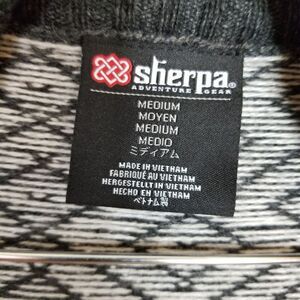 sherpa®
ADVENTURE GEAR
MEDIUM
MOYEN
MEDIUM
MEDIO
ミディアム
MADE IN VIETNAM
FABRIQUÉ AU VIETNAM
HERGESTELLT IN VIETNAM
HECHO EN VIETNAM
ベトナム製